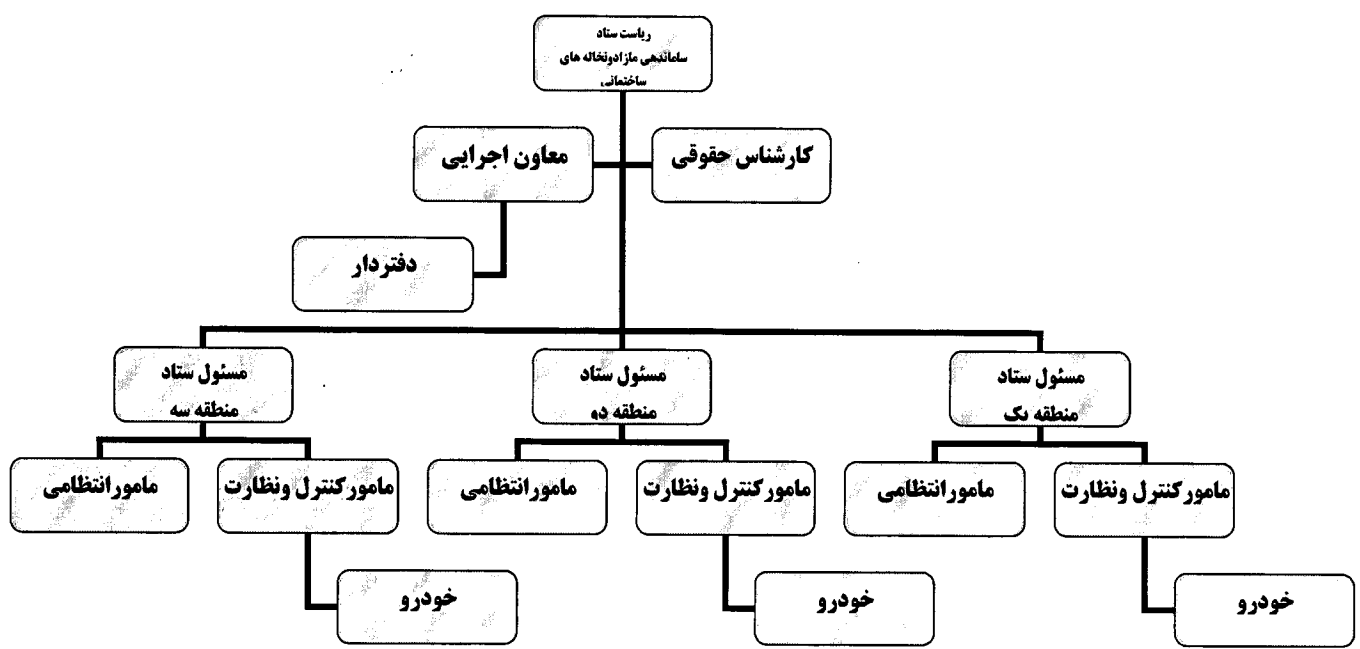 ریاست ستاد
ساماندهی مازادونخاله های
ساختمانی
کارشناس حقوقی
معاون اجرایی
دفتردار
مسئول ستاد
منطقه یک
مسئول ستاد
منطقه دو
مسئول ستاد
منطقه سه
مامورکنترل ونظارت
مامورانتظامی
مامورکنترل ونظارت
مامورانتظامی
مامورکنترل ونظارت
مامورانتظامی
خودرو
خودرو
خودرو